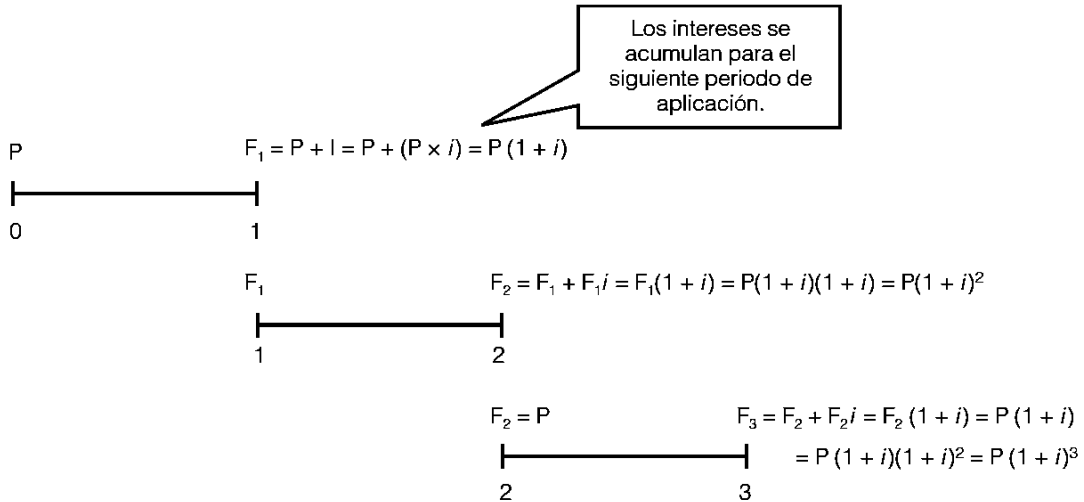 Los intereses se
acumulan para el
siguiente periodo de
aplicación.
P
F₁ = P + I = P + (P × i) = P (1 + i)
0 1
F₁
F₂ = F₁ + F₁i = F₁(1 + i) = P(1 + i)(1 + i) = P(1 + i)²
1 2
F₂ = P
F₃ = F₂ + F₂i = F₂ (1 + i) = P (1 + i)
= P (1 + i)(1 + i)² = P (1 + i)³
2 3